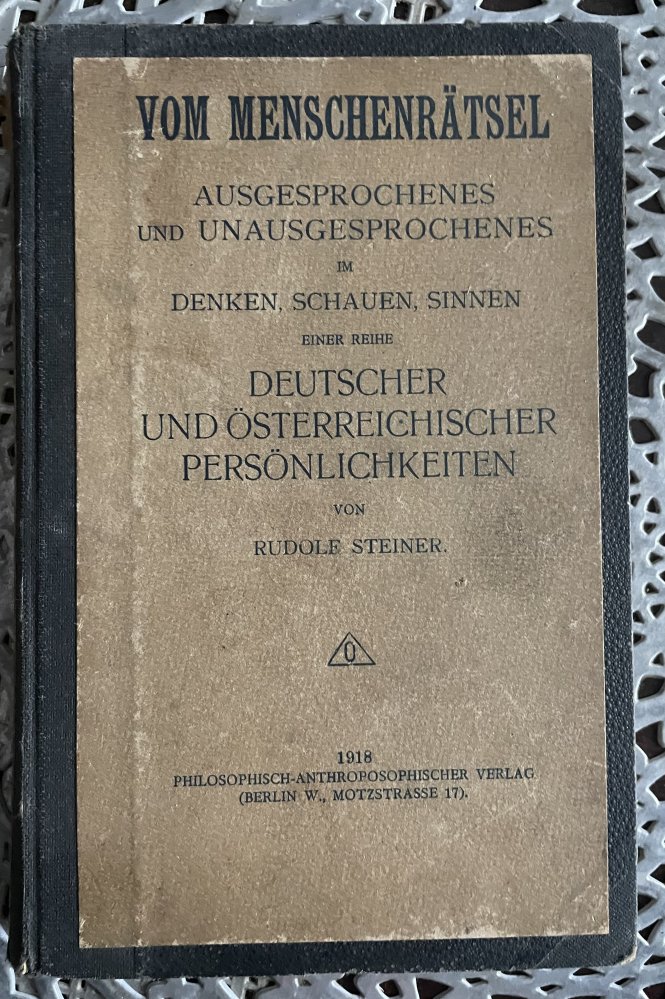 VOM MENSCHENRÄTSEL
AUSGESPROCHENES
UND UNAUSGESPROCHENES
IM
DENKEN, SCHAUEN, SINNEN
EINER REIHE
DEUTSCHER
UND ÖSTERREICHISCHER
PERSÖNLICHKEITEN
VON
RUDOLF STEINER.
0
1918
PHILOSOPHISCH-ANTHROPOSOPHISCHER VERLAG
(BERLIN W., MOTZSTRASSE 17).